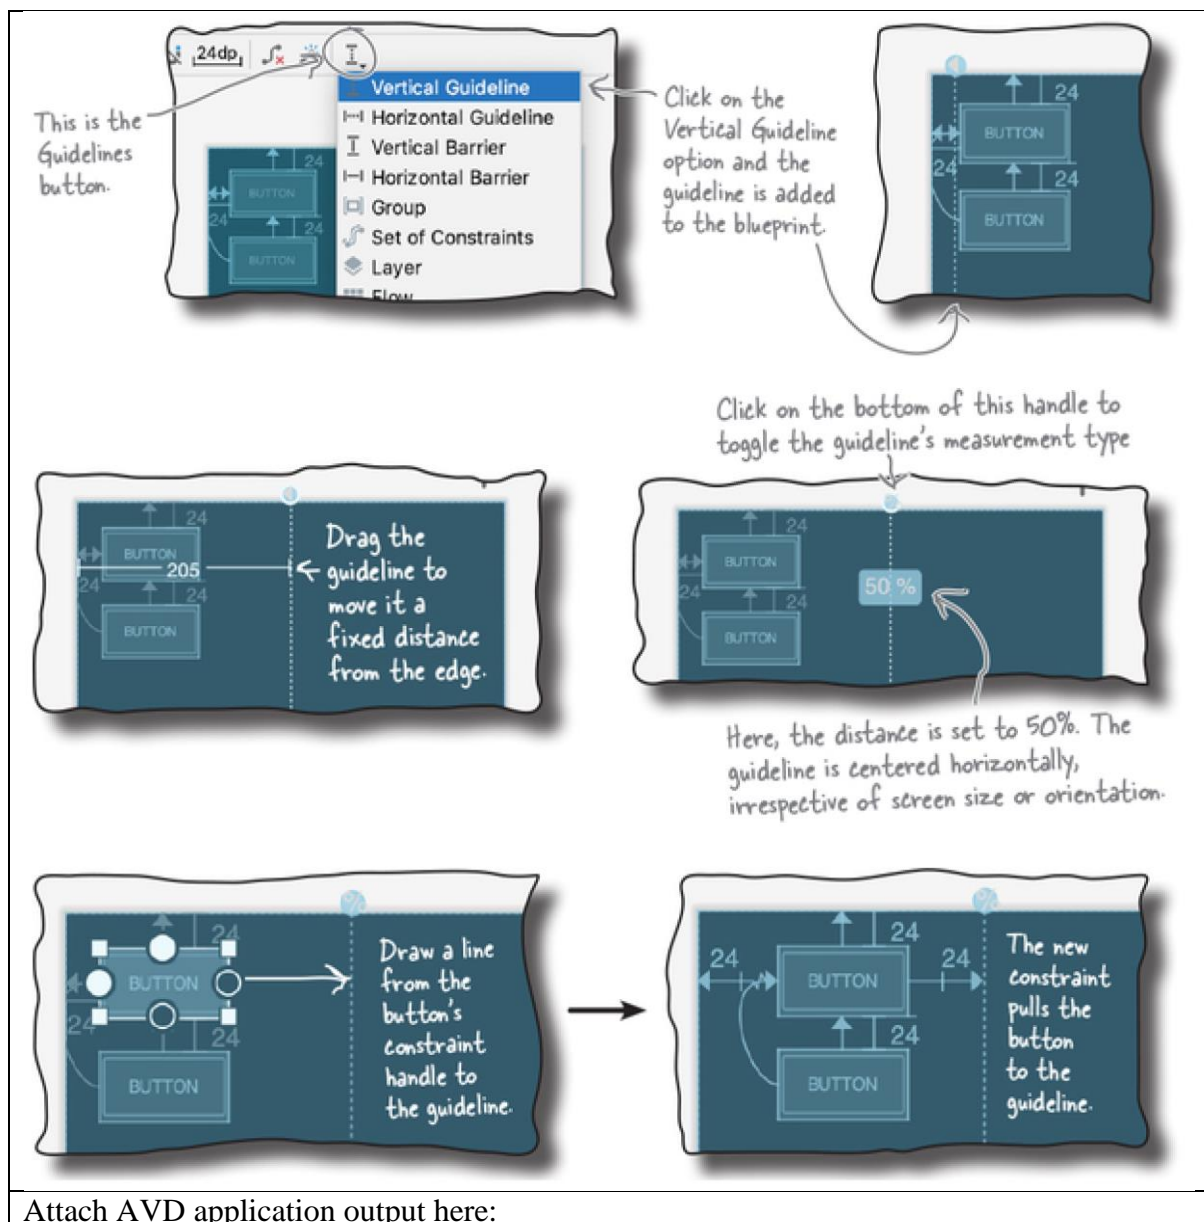 24dp
This is the
Guidelines
button.
Vertical Guideline
Horizontal Guideline
Vertical Barrier
Horizontal Barrier
Group
Set of Constraints
Layer
Flow
24
BUTTON
24
24
BUTTON
Click on the
Vertical Guideline
option and the
guideline is added
to the blueprint.
24
BUTTON
24
24
BUTTON
Click on the bottom of this handle to
toggle the guideline's measurement type
24
BUTTON
205
24
24
BUTTON
Drag the
guideline to
move it a
fixed distance
from the edge.
24
BUTTON
50 %
24
24
BUTTON
Here, the distance is set to 50%. The
guideline is centered horizontally,
irrespective of screen size or orientation.
24
BUTTON
24
24
BUTTON
Draw a line
from the
button's
constraint
handle to
the guideline.
24
24
24
BUTTON
24
BUTTON
The new
constraint
pulls the
button
to the
guideline.
Attach AVD application output here: